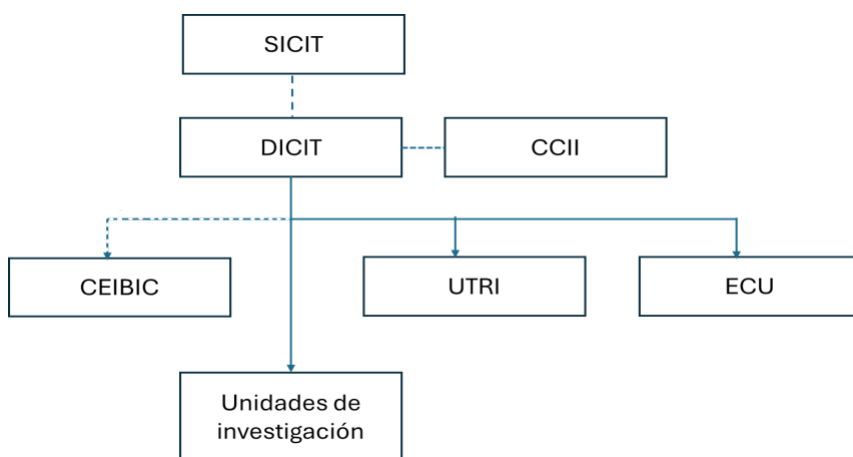 SICIT
DICIT
CCII
CEIBIC
UTRI
ECU
Unidades de
investigación